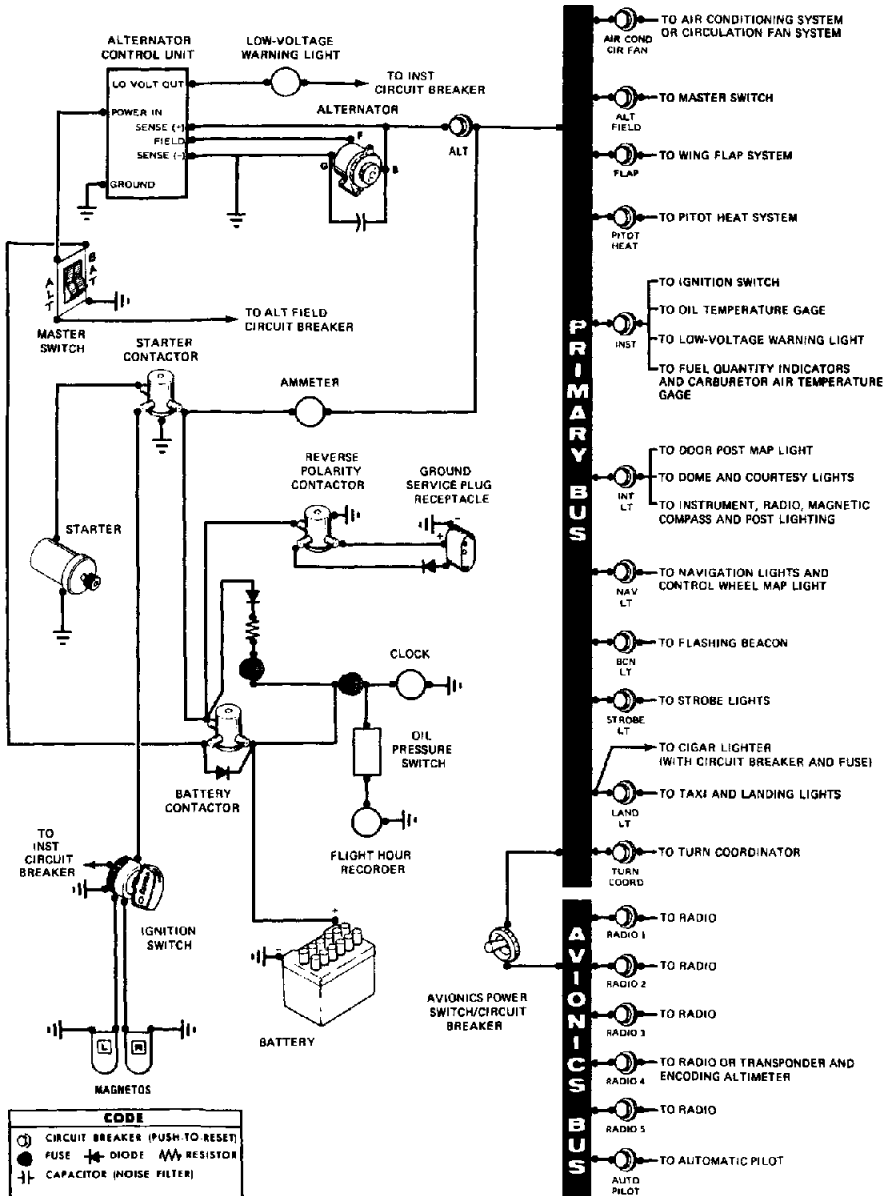 ALTERNATOR
CONTROL UNIT
LOW-VOLTAGE
WARNING LIGHT
LO VOLT OUT
TO INST
CIRCUIT BREAKER
POWER IN
SENSE (+)
FIELD
SENSE (-)
GROUND
ALTERNATOR
F
G
B
ALT
ALT
BAT
MASTER
SWITCH
TO ALT FIELD
CIRCUIT BREAKER
STARTER
CONTACTOR
AMMETER
REVERSE
POLARITY
CONTACTOR
GROUND
SERVICE PLUG
RECEPTACLE
+
-
STARTER
CLOCK
OIL
PRESSURE
SWITCH
BATTERY
CONTACTOR
FLIGHT HOUR
RECORDER
TO
INST
CIRCUIT
BREAKER
IGNITION
SWITCH
L
R
MAGNETOS
+
-
BATTERY
AVIONICS POWER
SWITCH/CIRCUIT
BREAKER
PRIMARY BUS
AIR COND
CIR FAN
TO AIR CONDITIONING SYSTEM
OR CIRCULATION FAN SYSTEM
ALT
FIELD
TO MASTER SWITCH
FLAP
TO WING FLAP SYSTEM
PITOT
HEAT
TO PITOT HEAT SYSTEM
INST
TO IGNITION SWITCH
TO OIL TEMPERATURE GAGE
TO LOW-VOLTAGE WARNING LIGHT
TO FUEL QUANTITY INDICATORS
AND CARBURETOR AIR TEMPERATURE
GAGE
INT
LT
TO DOOR POST MAP LIGHT
TO DOME AND COURTESY LIGHTS
TO INSTRUMENT, RADIO, MAGNETIC
COMPASS AND POST LIGHTING
NAV
LT
TO NAVIGATION LIGHTS AND
CONTROL WHEEL MAP LIGHT
BCN
LT
TO FLASHING BEACON
STROBE
LT
TO STROBE LIGHTS
TO CIGAR LIGHTER
(WITH CIRCUIT BREAKER AND FUSE)
LAND
LT
TO TAXI AND LANDING LIGHTS
TURN
COORD
TO TURN COORDINATOR
AVIONICS BUS
RADIO 1
TO RADIO
RADIO 2
TO RADIO
RADIO 3
TO RADIO
RADIO 4
TO RADIO OR TRANSPONDER AND
ENCODING ALTIMETER
RADIO 5
TO RADIO
AUTO
PILOT
TO AUTOMATIC PILOT
CODE
CIRCUIT BREAKER (PUSH-TO-RESET)
FUSE DIODE RESISTOR
CAPACITOR (NOISE FILTER)